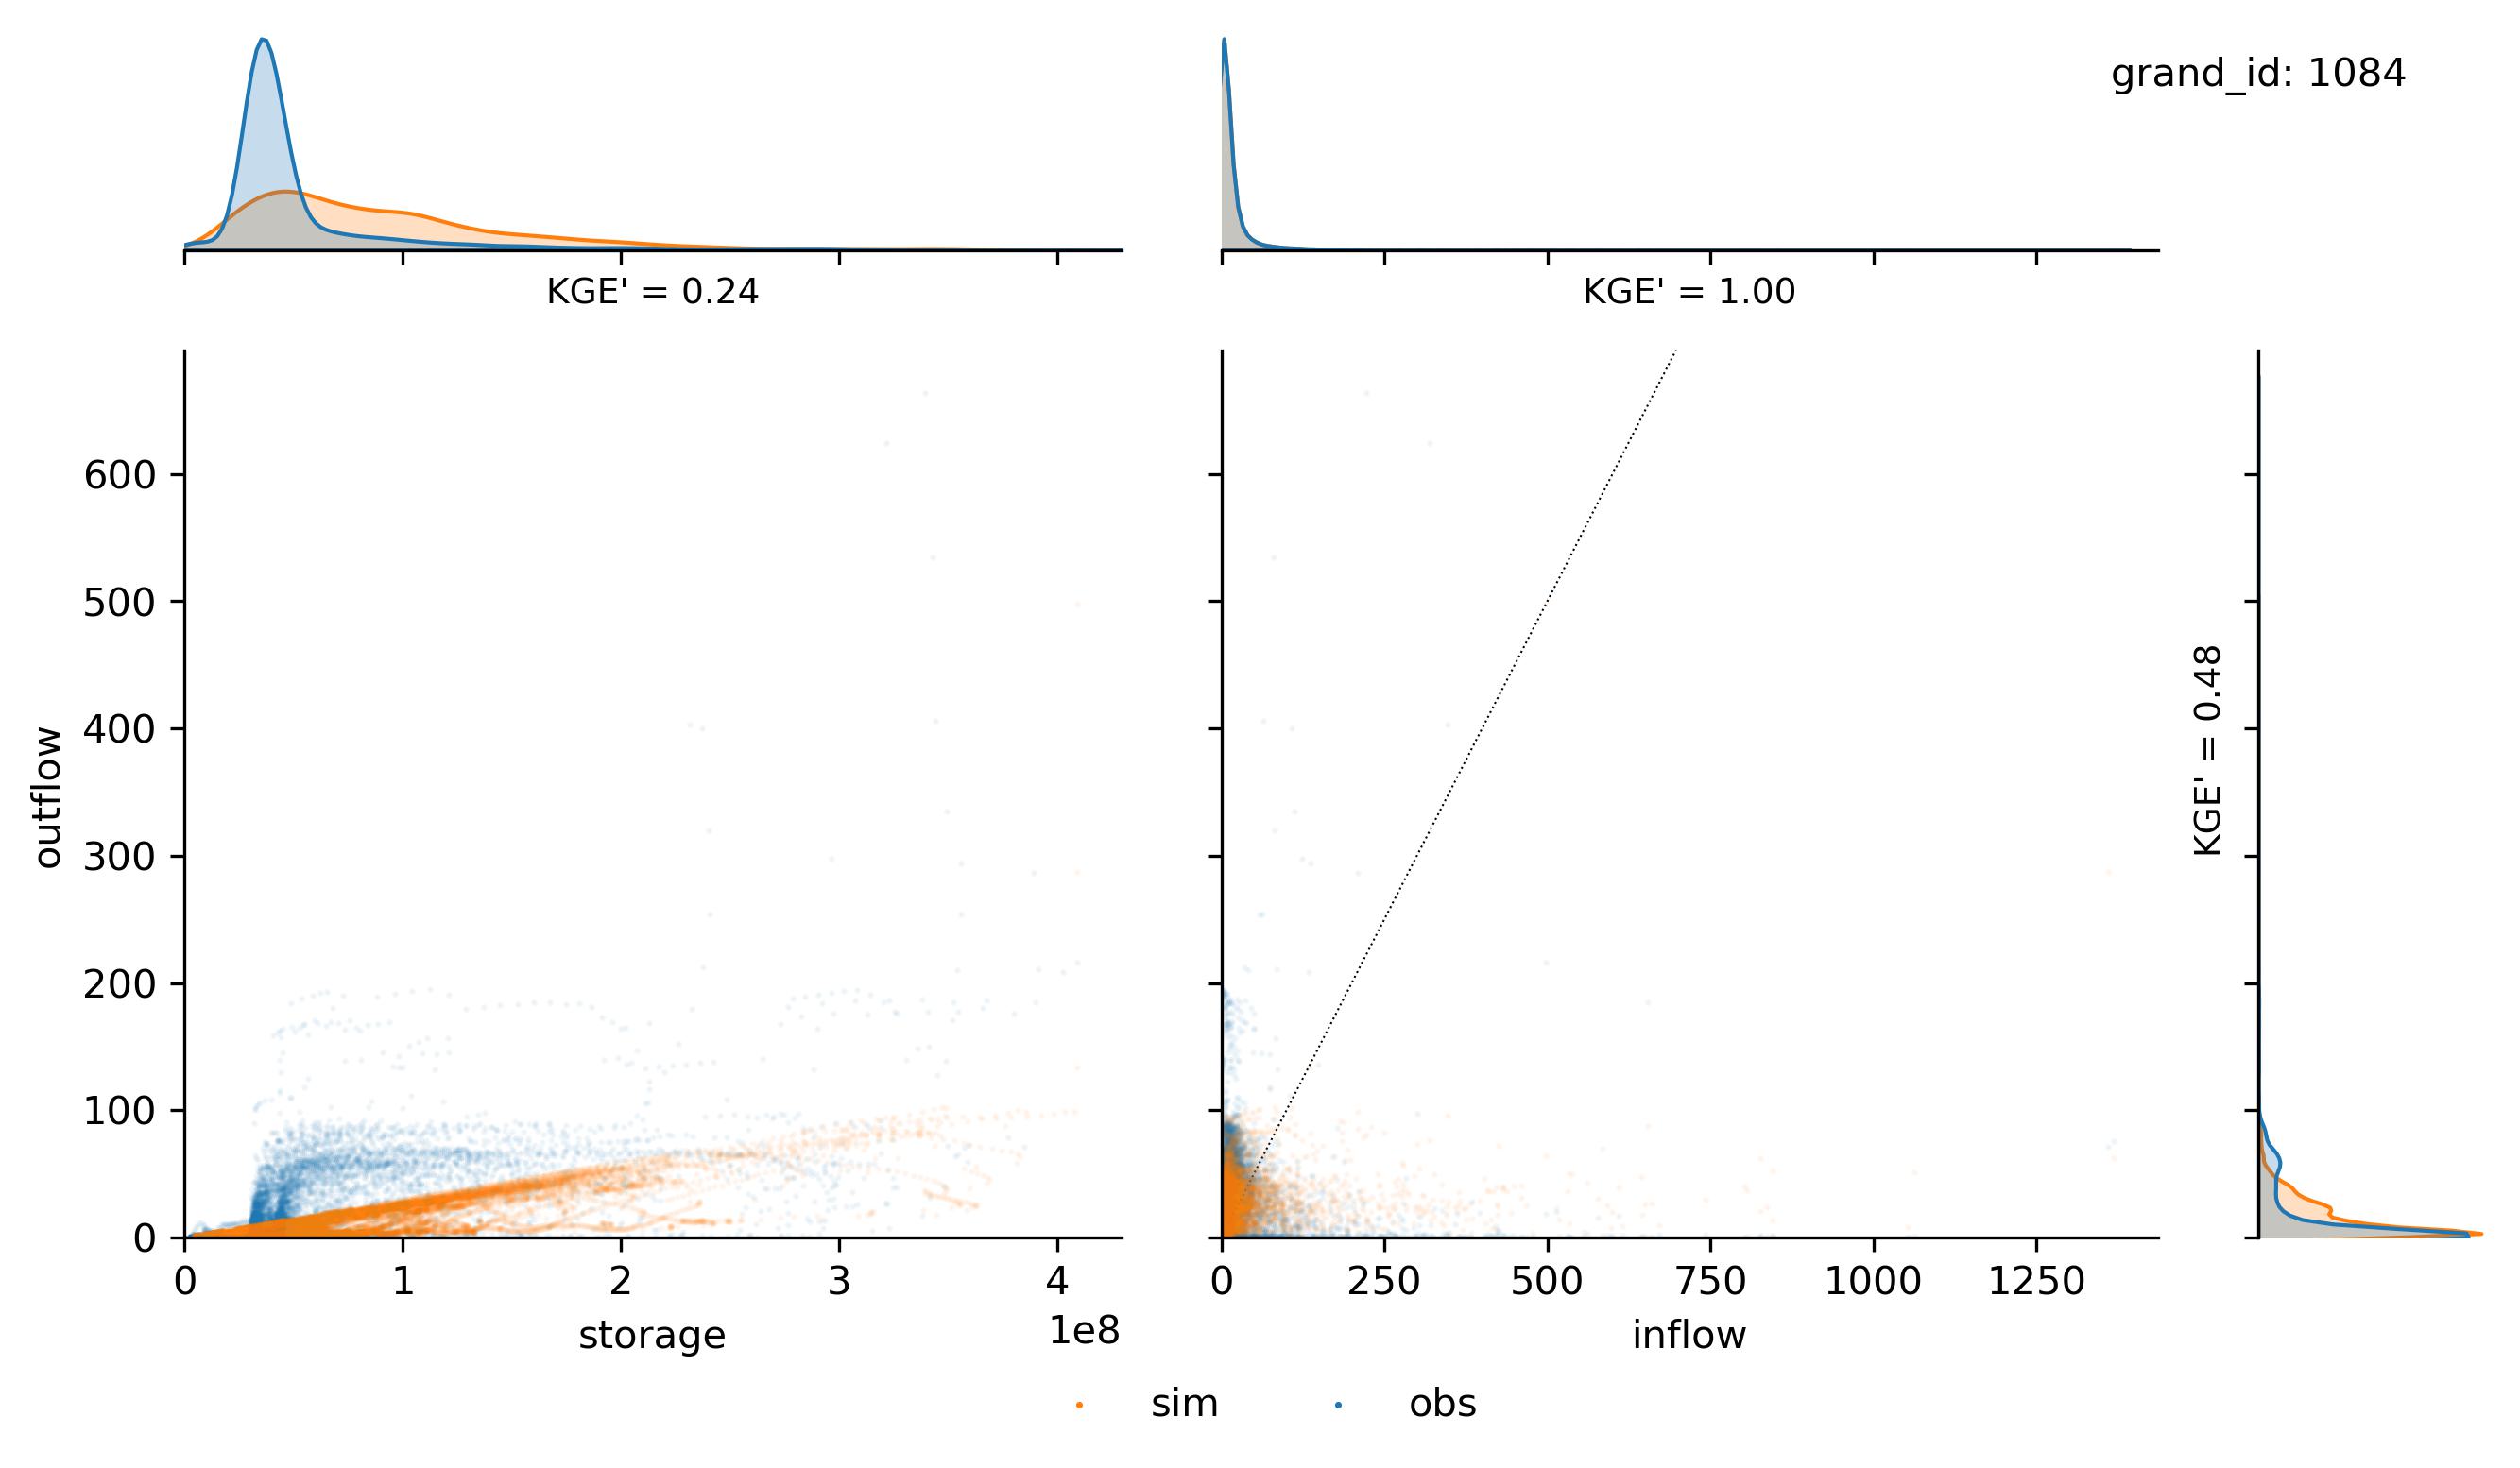 grand_id: 1084
KGE' = 0.24
KGE' = 1.00
outflow
600
500
400
300
200
100
0
KGE' = 0.48
0 1 2 3 4
1e8
storage
0 250 500 750 1000 1250
inflow
sim obs